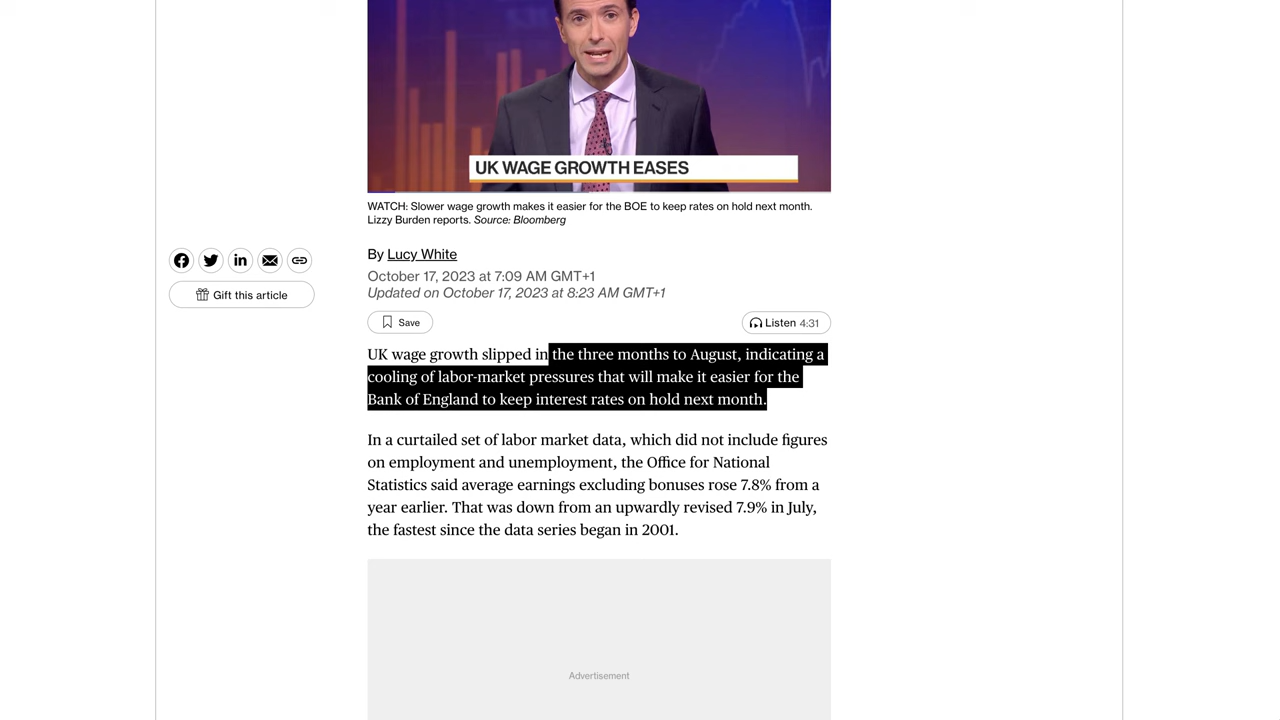 UK WAGE GROWTH EASES
WATCH: Slower wage growth makes it easier for the BOE to keep rates on hold next month.
Lizzy Burden reports. Source: Bloomberg
By Lucy White
October 17, 2023 at 7:09 AM GMT+1
Updated on October 17, 2023 at 8:23 AM GMT+1
in
Gift this article
Save
Listen 4:31
UK wage growth slipped in the three months to August, indicating a
cooling of labor-market pressures that will make it easier for the
Bank of England to keep interest rates on hold next month.
In a curtailed set of labor market data, which did not include figures
on employment and unemployment, the Office for National
Statistics said average earnings excluding bonuses rose 7.8% from a
year earlier. That was down from an upwardly revised 7.9% in July,
the fastest since the data series began in 2001.
Advertisement